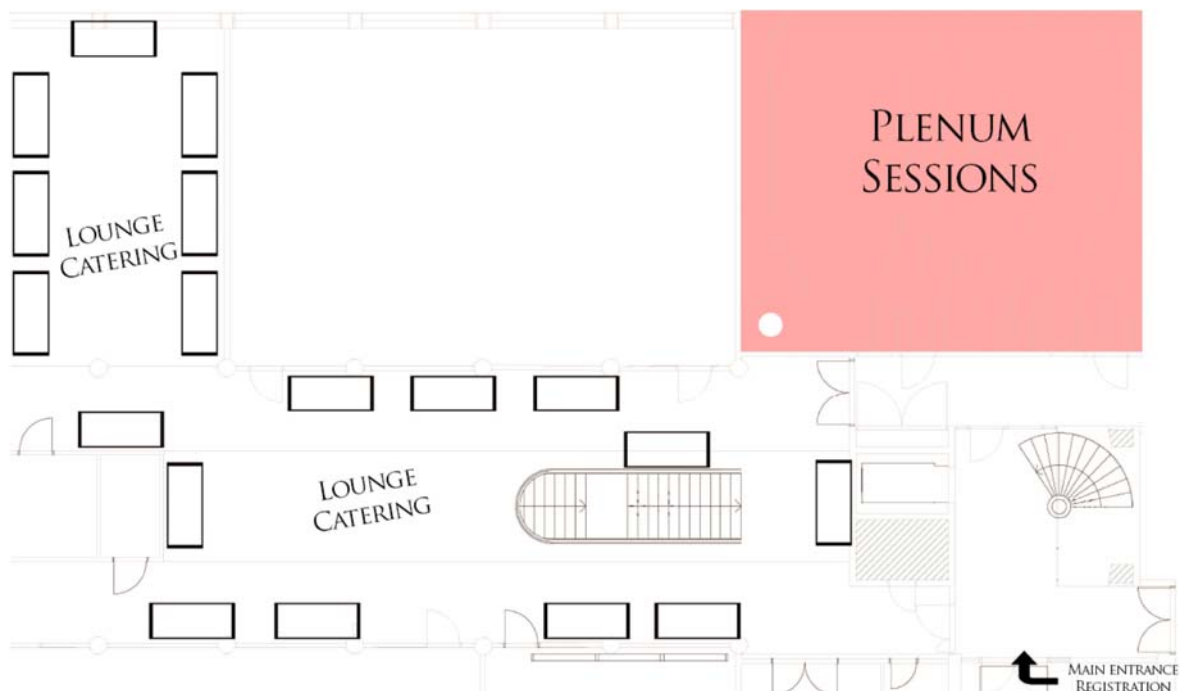 PLENUM
SESSIONS
LOUNGE
CATERING
LOUNGE
CATERING
MAIN ENTRANCE
REGISTRATION